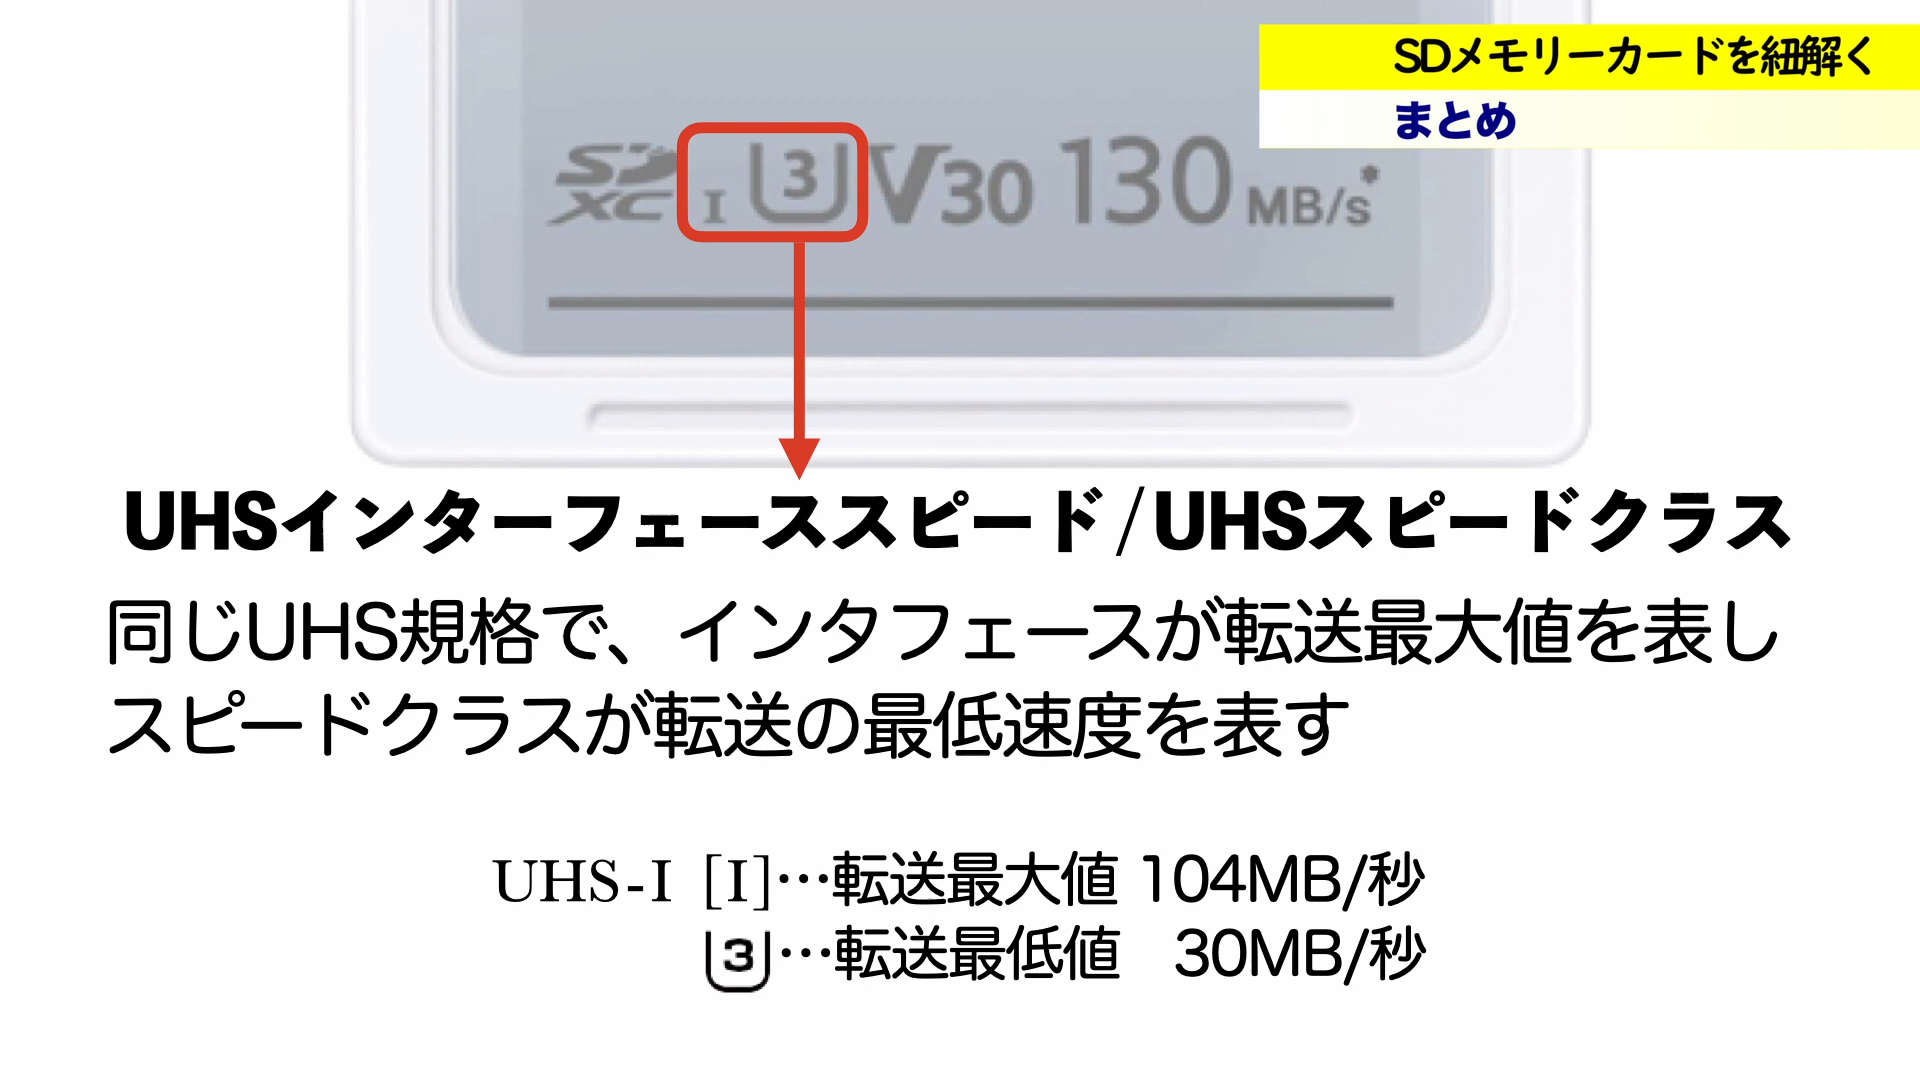 SDメモリーカードを紐解く
まとめ
SD XC I 3 V30 130 MB/s*
UHSインターフェーススピード/UHSスピードクラス
同じUHS規格で、インタフェースが転送最大値を表し
スピードクラスが転送の最低速度を表す
UHS-I [I]…転送最大値 104MB/秒
3…転送最低値 30MB/秒